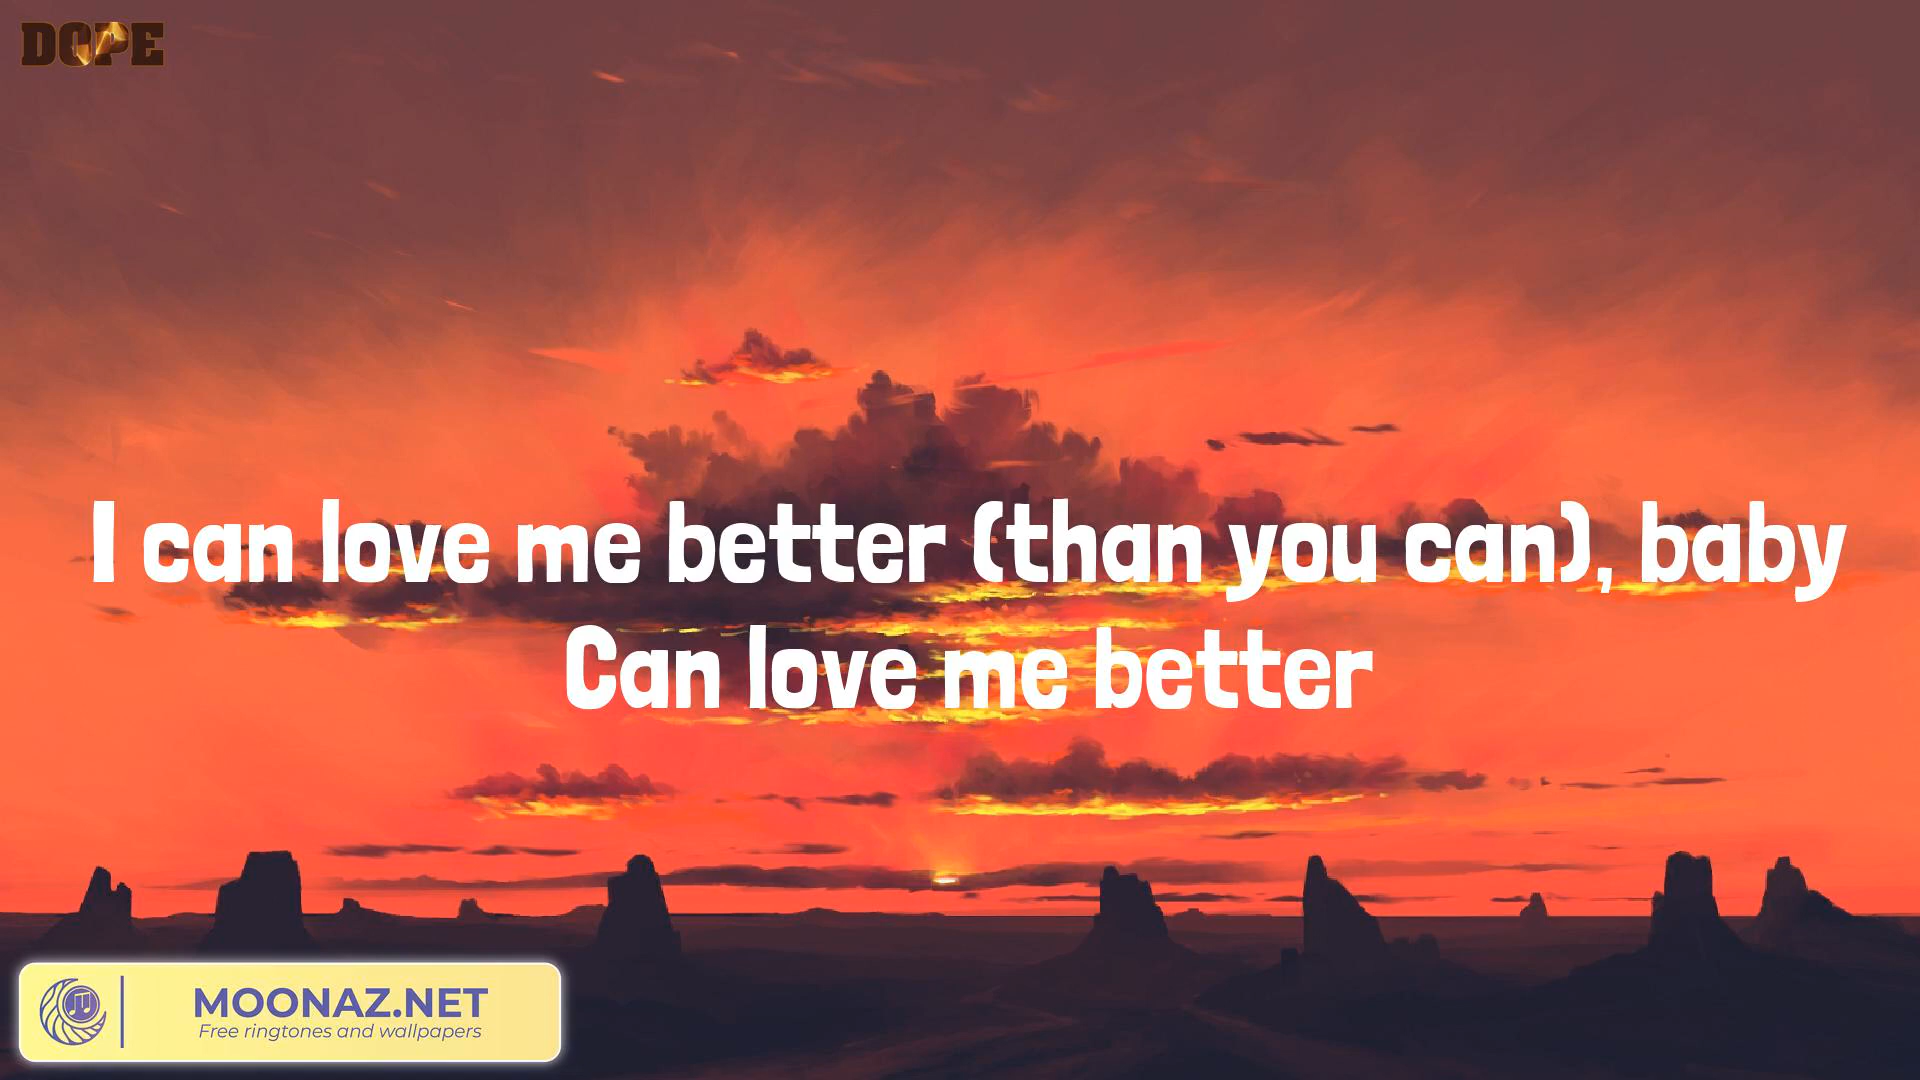 DOPE
I can love me better (than you can), baby
Can love me better
MOONAZ.NET
Free ringtones and wallpapers